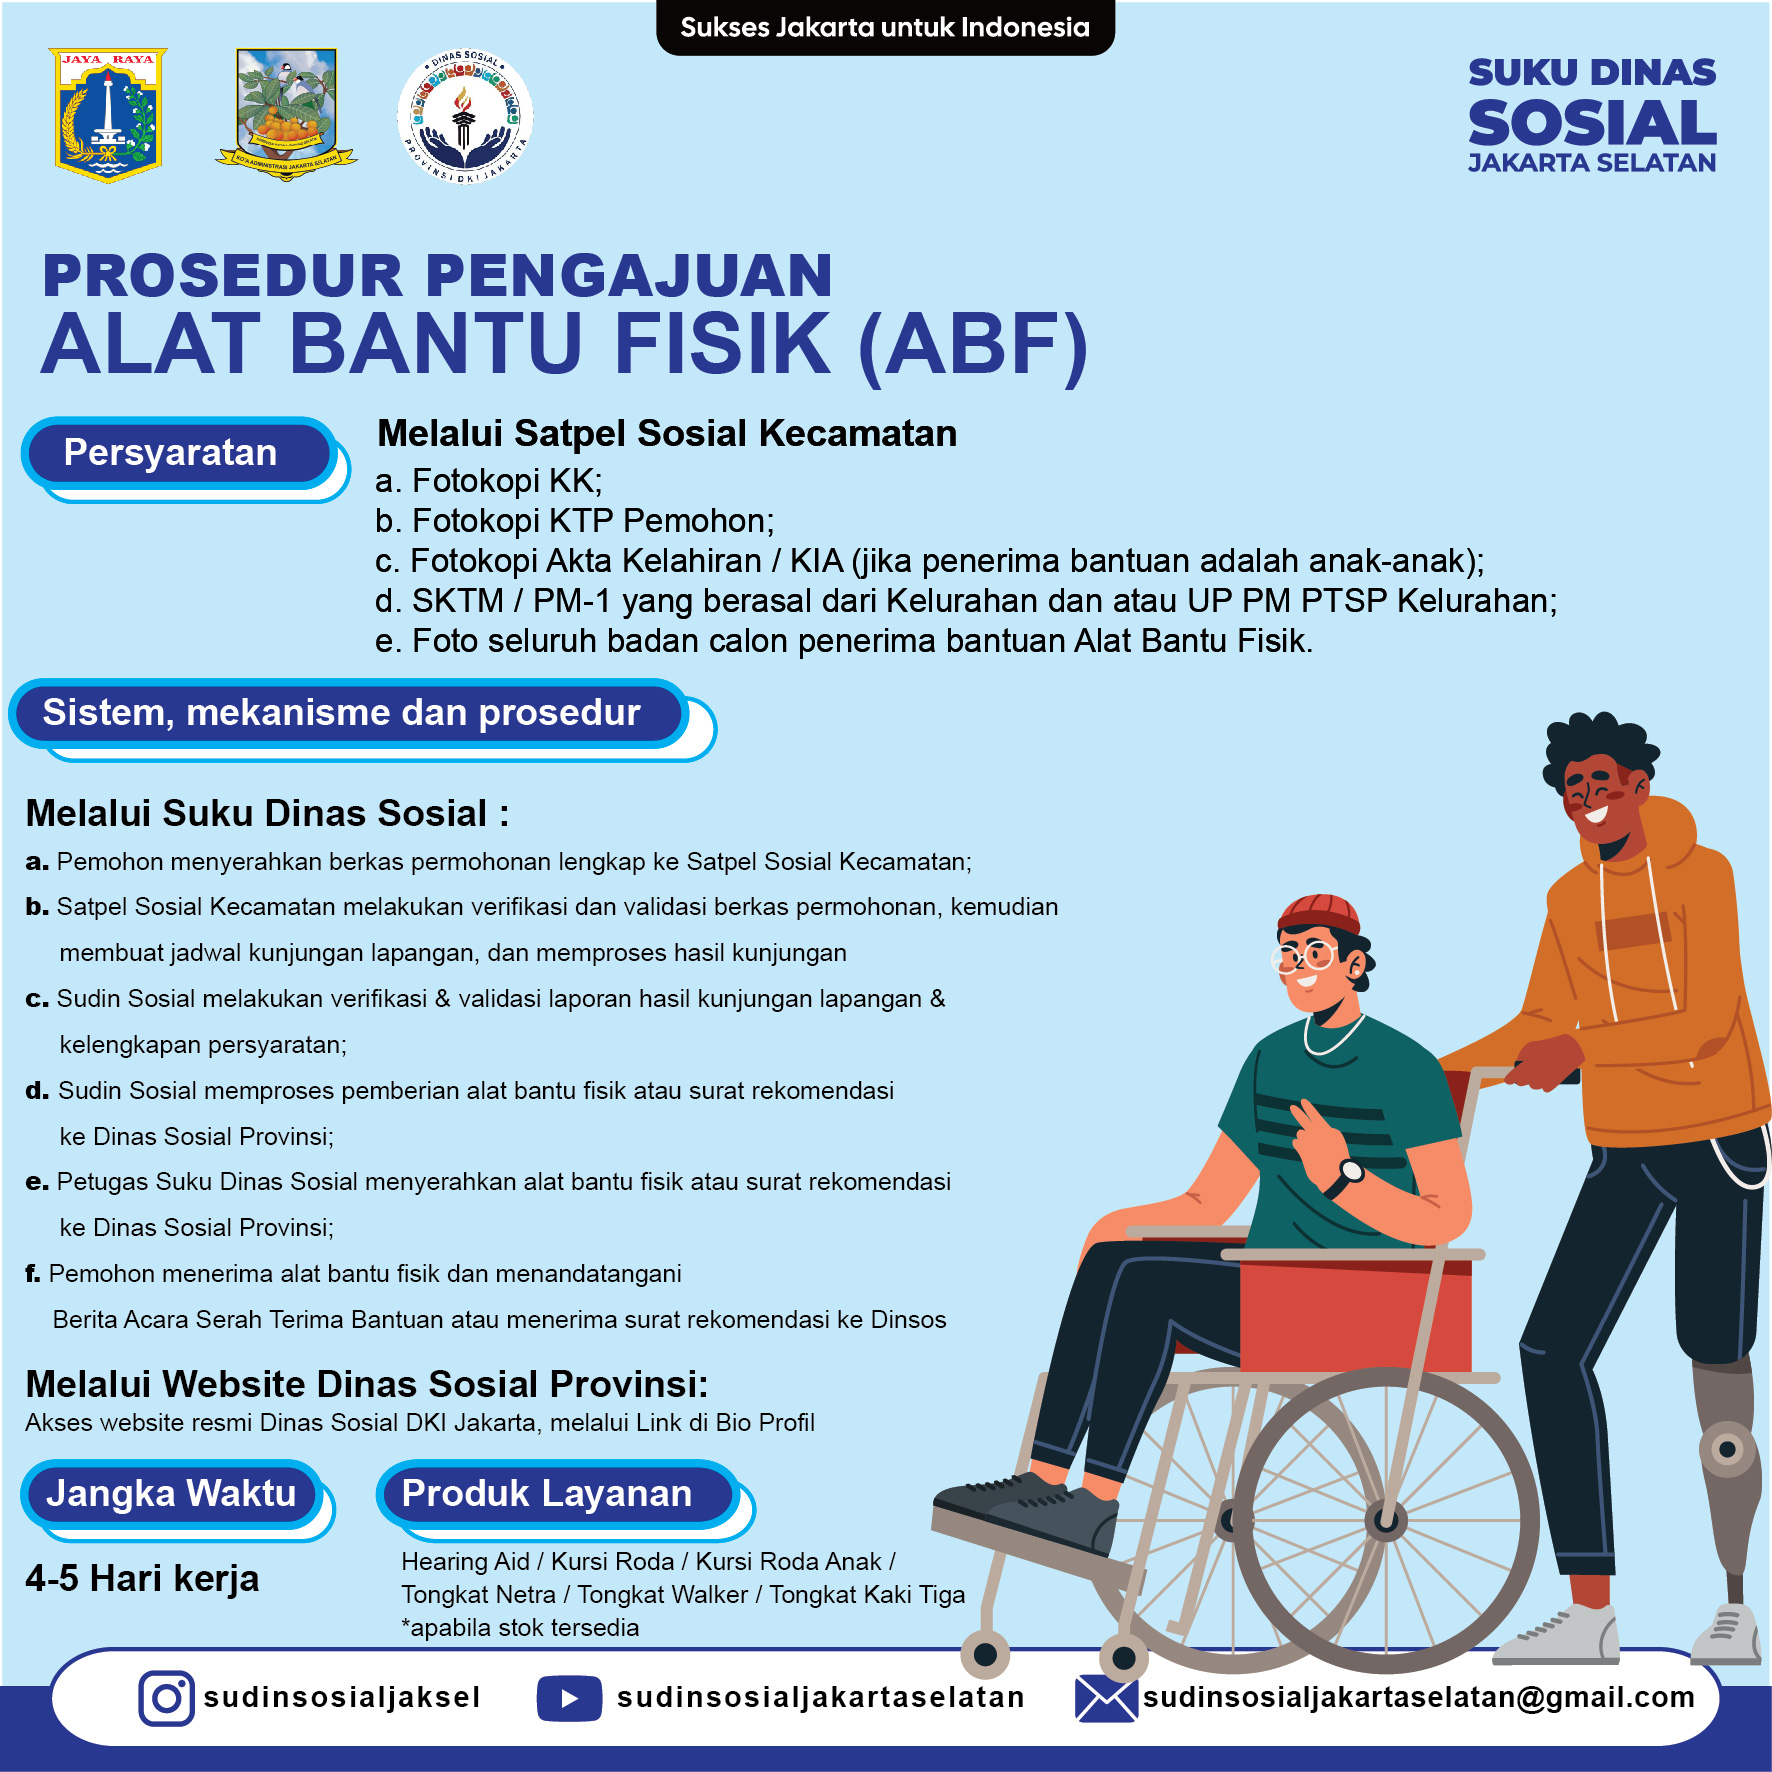 Sukses Jakarta untuk Indonesia
JAYA RAYA
KOTA ADMINISTRASI JAKARTA SELATAN
DINAS SOSIAL
PROVINSI DKI JAKARTA
SUKU DINAS
SOSIAL
JAKARTA SELATAN
PROSEDUR PENGAJUAN
ALAT BANTU FISIK (ABF)
Persyaratan
Melalui Satpel Sosial Kecamatan
a. Fotokopi KK;
b. Fotokopi KTP Pemohon;
c. Fotokopi Akta Kelahiran / KIA (jika penerima bantuan adalah anak-anak);
d. SKTM / PM-1 yang berasal dari Kelurahan dan atau UP PM PTSP Kelurahan;
e. Foto seluruh badan calon penerima bantuan Alat Bantu Fisik.
Sistem, mekanisme dan prosedur
Melalui Suku Dinas Sosial :
a. Pemohon menyerahkan berkas permohonan lengkap ke Satpel Sosial Kecamatan;
b. Satpel Sosial Kecamatan melakukan verifikasi dan validasi berkas permohonan, kemudian
membuat jadwal kunjungan lapangan, dan memproses hasil kunjungan
c. Sudin Sosial melakukan verifikasi & validasi laporan hasil kunjungan lapangan &
kelengkapan persyaratan;
d. Sudin Sosial memproses pemberian alat bantu fisik atau surat rekomendasi
ke Dinas Sosial Provinsi;
e. Petugas Suku Dinas Sosial menyerahkan alat bantu fisik atau surat rekomendasi
ke Dinas Sosial Provinsi;
f. Pemohon menerima alat bantu fisik dan menandatangani
Berita Acara Serah Terima Bantuan atau menerima surat rekomendasi ke Dinsos
Melalui Website Dinas Sosial Provinsi:
Akses website resmi Dinas Sosial DKI Jakarta, melalui Link di Bio Profil
Jangka Waktu
4-5 Hari kerja
Produk Layanan
Hearing Aid / Kursi Roda / Kursi Roda Anak /
Tongkat Netra / Tongkat Walker / Tongkat Kaki Tiga
*apabila stok tersedia
sudinsosialjaksel
sudinsosialjakartaselatan
sudinsosialjakartaselatan@gmail.com